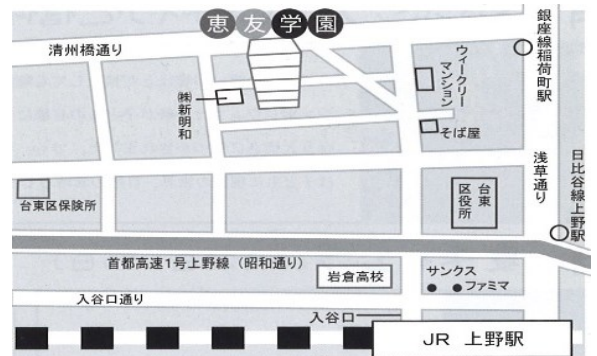 恵友学園
清州橋通り
㈱新明和
ウィークリーマンション
そば屋
銀座線稲荷町駅
浅草通り
日比谷線上野駅
台東区保険所
台東区役所
首都高速1号上野線（昭和通り）
岩倉高校
サンクス
ファミマ
入谷口通り
入谷口
JR 上野駅